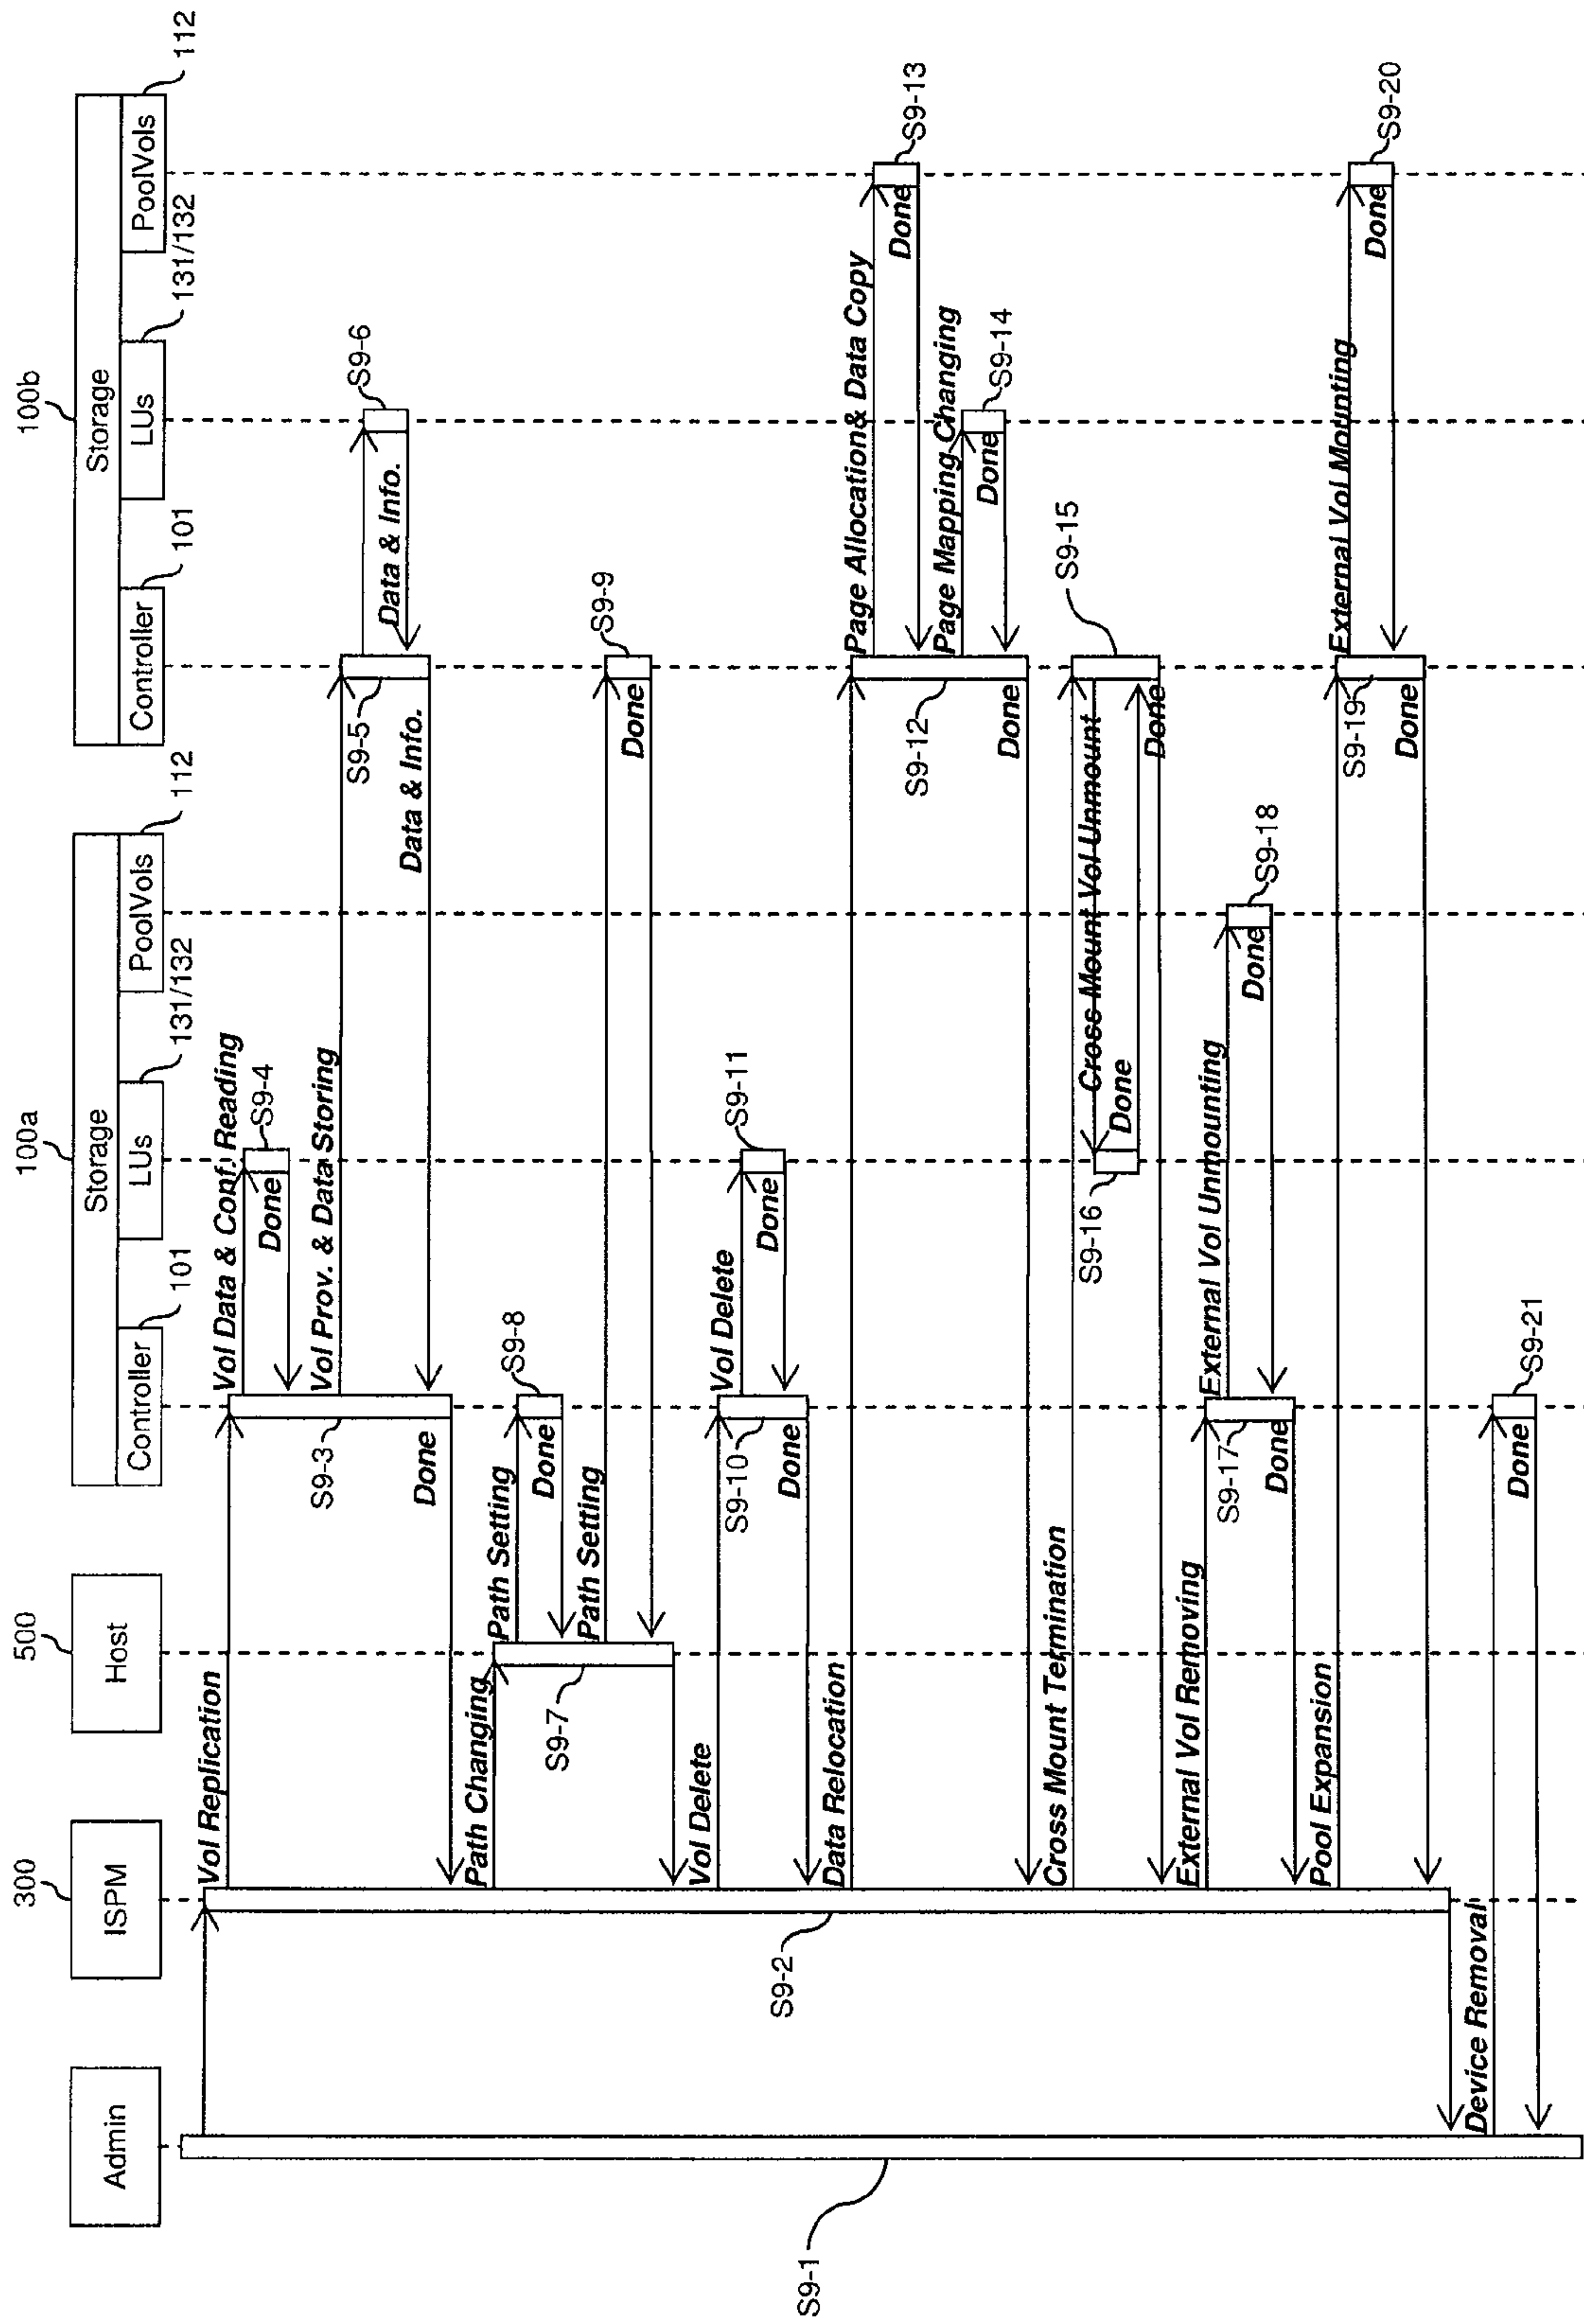 300
500
100a
100b
Admin
ISPM
Host
Storage
Storage
Controller
LUs
PoolVols
Controller
LUs
PoolVols
101
131/132
112
101
131/132
112
Vol Replication
Vol Data & Conf. Reading
S9-4
Done
S9-3
Vol Prov. & Data Storing
S9-5
S9-6
Data & Info.
Data & Info.
Done
Path Changing
Path Setting
S9-8
Done
S9-7
Path Setting
S9-9
Done
Vol Delete
Vol Delete
S9-11
S9-10
Done
Done
S9-2
S9-1
Data Relocation
Page Allocation& Data Copy
S9-13
Done
S9-12
Page Mapping Changing
S9-14
Done
Done
Cross Mount Termination
S9-15
Cross Mount Vol Unmount
S9-16
Done
Done
External Vol Removing
External Vol Unmounting
S9-18
S9-17
Done
Done
Pool Expansion
External Vol Mounting
S9-20
S9-19
Done
Done
Device Removal
S9-21
Done